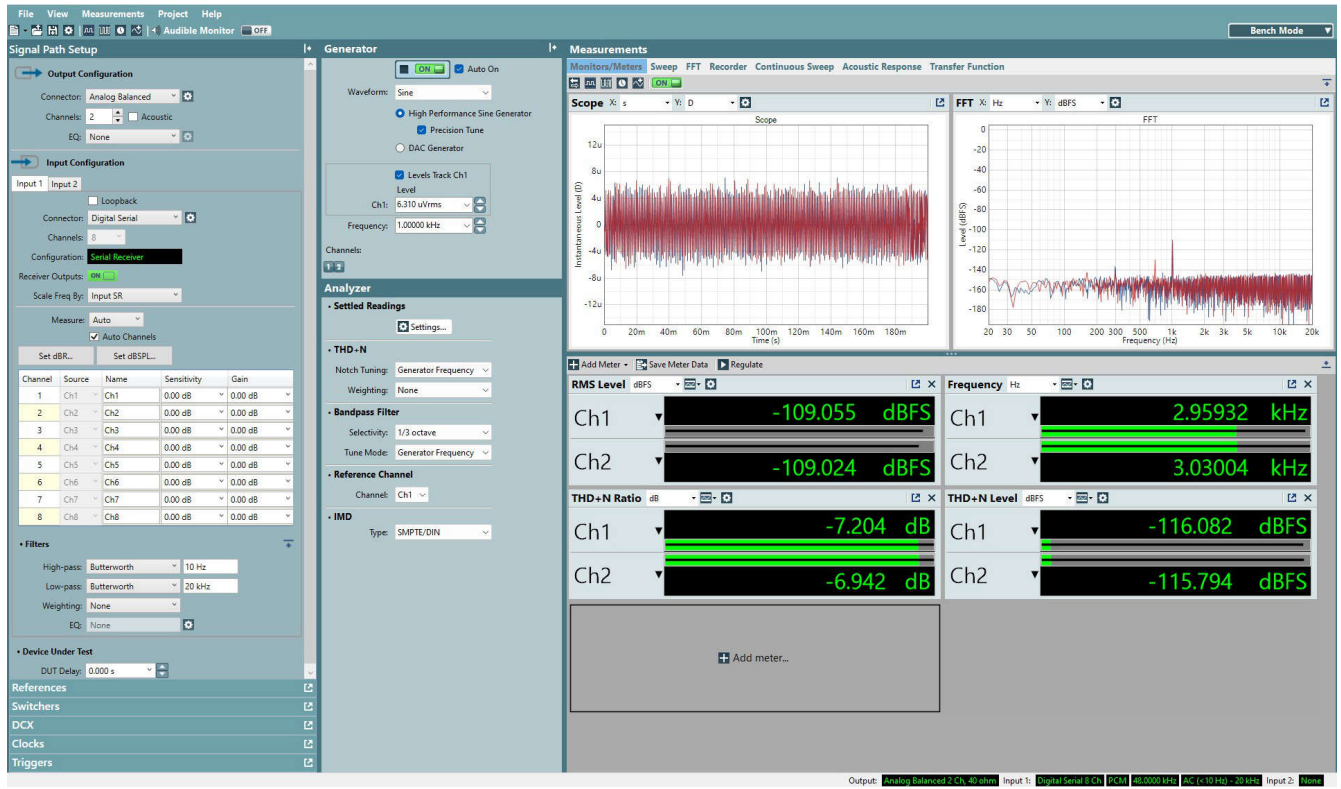 File View Measurements Project Help
Audible Monitor OFF
Bench Mode
Signal Path Setup
Output Configuration
Connector: Analog Balanced
Channels: 2 Acoustic
EQ: None
Input Configuration
Input 1 Input 2
Loopback
Connector: Digital Serial
Channels: 8
Configuration: Serial Receiver
Receiver Outputs: ON
Scale Freq By: Input SR
Measure: Auto
Auto Channels
Set dBR... Set dBSPL...
Channel Source Name Sensitivity Gain
1 Ch1 Ch1 0.00 dB 0.00 dB
2 Ch2 Ch2 0.00 dB 0.00 dB
3 Ch3 Ch3 0.00 dB 0.00 dB
4 Ch4 Ch4 0.00 dB 0.00 dB
5 Ch5 Ch5 0.00 dB 0.00 dB
6 Ch6 Ch6 0.00 dB 0.00 dB
7 Ch7 Ch7 0.00 dB 0.00 dB
8 Ch8 Ch8 0.00 dB 0.00 dB
Filters
High-pass: Butterworth 10 Hz
Low-pass: Butterworth 20 kHz
Weighting: None
EQ: None
Device Under Test
DUT Delay: 0.000 s
References
Switchers
DCX
Clocks
Triggers
Generator
ON Auto On
Waveform: Sine
High Performance Sine Generator
Precision Tune
DAC Generator
Levels Track Ch1
Level
Ch1: 6.310 uVrms
Frequency: 1.00000 kHz
Channels:
1 2
Analyzer
Settled Readings
Settings...
THD+N
Notch Tuning: Generator Frequency
Weighting: None
Bandpass Filter
Selectivity: 1/3 octave
Tune Mode: Generator Frequency
Reference Channel
Channel: Ch1
IMD
Type: SMPTE/DIN
Measurements
Monitors/Meters Sweep FFT Recorder Continuous Sweep Acoustic Response Transfer Function
ON
Scope X: s Y: D
Scope
Instantaneous Level (D)
12u
8u
4u
0
-4u
-8u
-12u
0 20m 40m 60m 80m 100m 120m 140m 160m 180m
Time (s)
FFT X: Hz Y: dBFS
FFT
Level (dBFS)
0
-20
-40
-60
-80
-100
-120
-140
-160
-180
20 30 50 100 200 300 500 1k 2k 3k 5k 10k 20k
Frequency (Hz)
Add Meter Save Meter Data Regulate
RMS Level dBFS
Ch1 -109.055 dBFS
Ch2 -109.024 dBFS
Frequency Hz
Ch1 2.95932 kHz
Ch2 3.03004 kHz
THD+N Ratio dB
Ch1 -7.204 dB
Ch2 -6.942 dB
THD+N Level dBFS
Ch1 -116.082 dBFS
Ch2 -115.794 dBFS
Add meter...
Output: Analog Balanced 2 Ch, 40 ohm Input 1: Digital Serial 8 Ch PCM 48.0000 kHz AC (<10 Hz) - 20 kHz Input 2: None